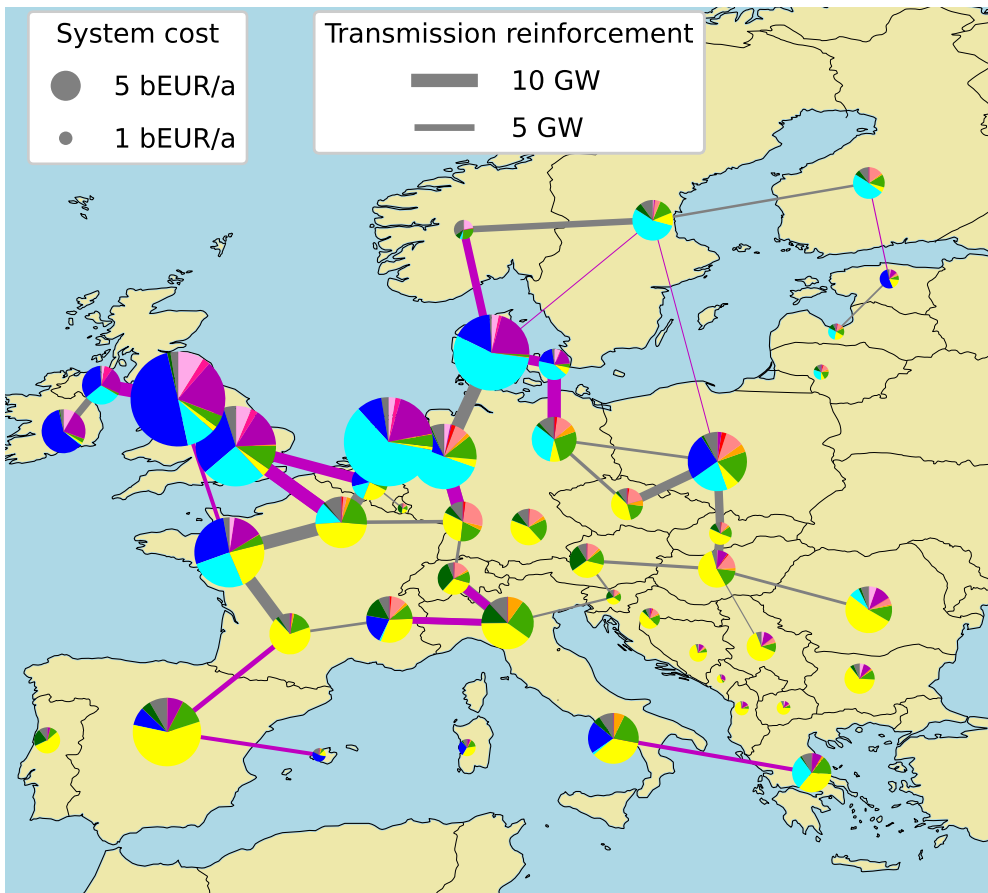 System cost
5 bEUR/a
1 bEUR/a
Transmission reinforcement
10 GW
5 GW